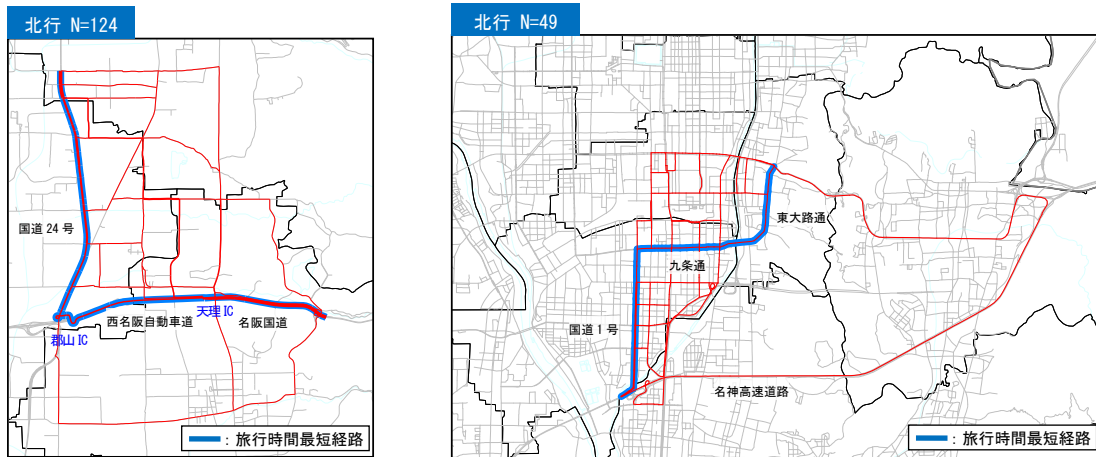 北行 N=124
国道 24 号
西名阪自動車道
天理 IC
名阪国道
郡山 IC
: 旅行時間最短経路
北行 N=49
東大路通
九条通
国道 1 号
名神高速道路
: 旅行時間最短経路